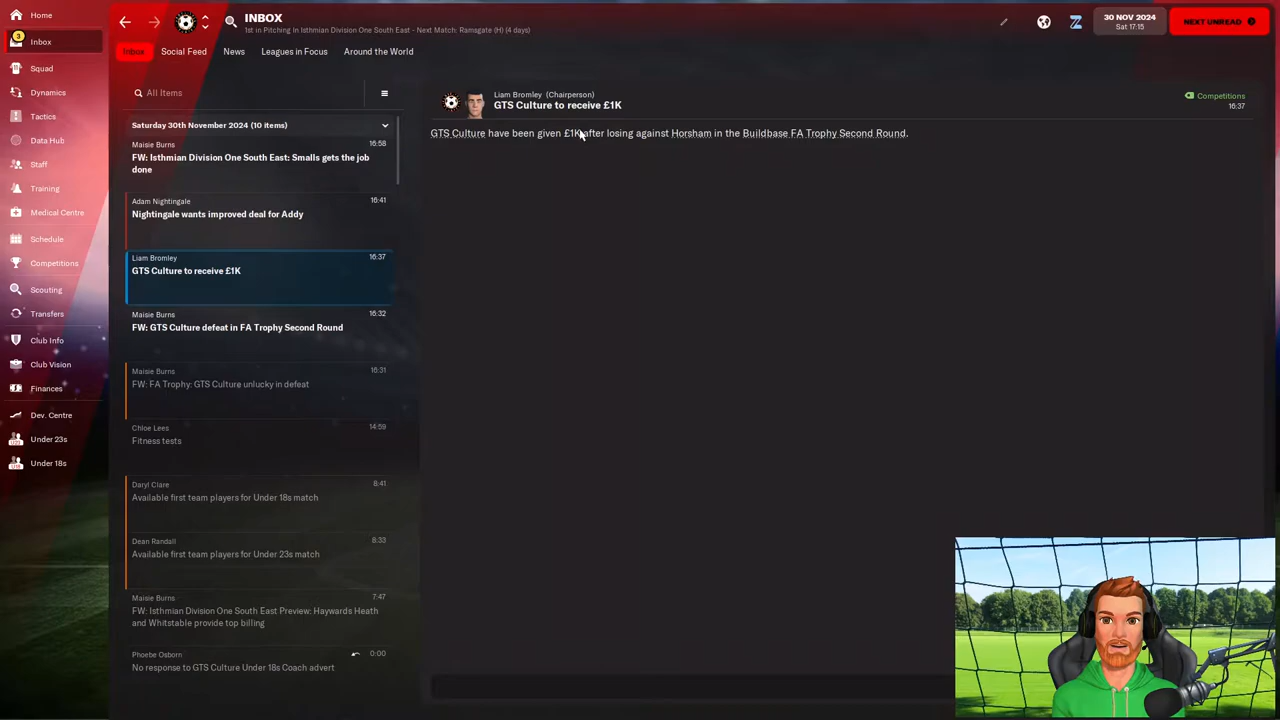 Home
3
Inbox
Squad
Dynamics
Tactics
Data Hub
Staff
Training
Medical Centre
Schedule
Competitions
Scouting
Transfers
Club Info
Club Vision
Finances
Dev. Centre
Under 23s
Under 18s
INBOX
1st in Pitching In Isthmian Division One South East - Next Match: Ramsgate (H) (4 days)
30 NOV 2024
Sat 17:15
NEXT UNREAD
Inbox
Social Feed
News
Leagues in Focus
Around the World
All Items
Saturday 30th November 2024 (10 items)
Maisie Burns 16:58
FW: Isthmian Division One South East: Smalls gets the job
done
Adam Nightingale 16:41
Nightingale wants improved deal for Addy
Liam Bromley 16:37
GTS Culture to receive £1K
Maisie Burns 16:32
FW: GTS Culture defeat in FA Trophy Second Round
Maisie Burns 16:31
FW: FA Trophy: GTS Culture unlucky in defeat
Chloe Lees 14:59
Fitness tests
Daryl Clare 8:41
Available first team players for Under 18s match
Dean Randall 8:33
Available first team players for Under 23s match
Maisie Burns 7:47
FW: Isthmian Division One South East Preview: Haywards Heath
and Whitstable provide top billing
Phoebe Osborn 0:00
No response to GTS Culture Under 18s Coach advert
Liam Bromley (Chairperson)
GTS Culture to receive £1K
Competitions
16:37
GTS Culture have been given £1K after losing against Horsham in the Buildbase FA Trophy Second Round.